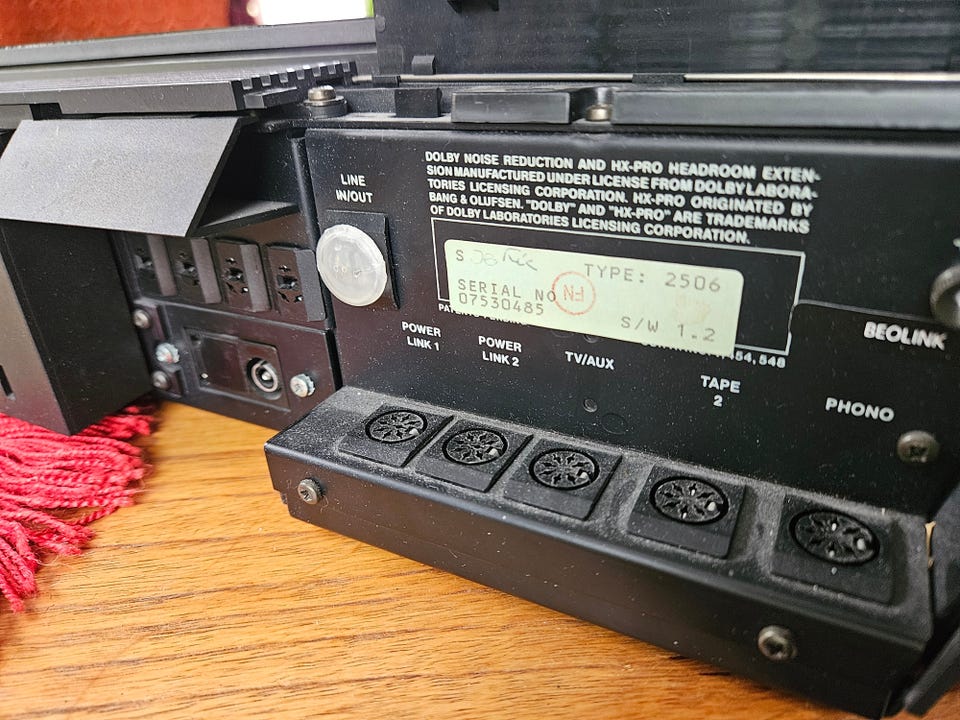 LINE
IN/OUT
DOLBY NOISE REDUCTION AND HX-PRO HEADROOM EXTEN-
SION MANUFACTURED UNDER LICENSE FROM DOLBY LABORA-
TORIES LICENSING CORPORATION. HX-PRO ORIGINATED BY
BANG & OLUFSEN. "DOLBY" AND "HX-PRO" ARE TRADEMARKS
OF DOLBY LABORATORIES LICENSING CORPORATION.
S TYPE: 2506
SERIAL NO
07530485
FN
S/W 1.2
54,548
BEOLINK
POWER
LINK 1
POWER
LINK 2
TV/AUX
TAPE
2
PHONO